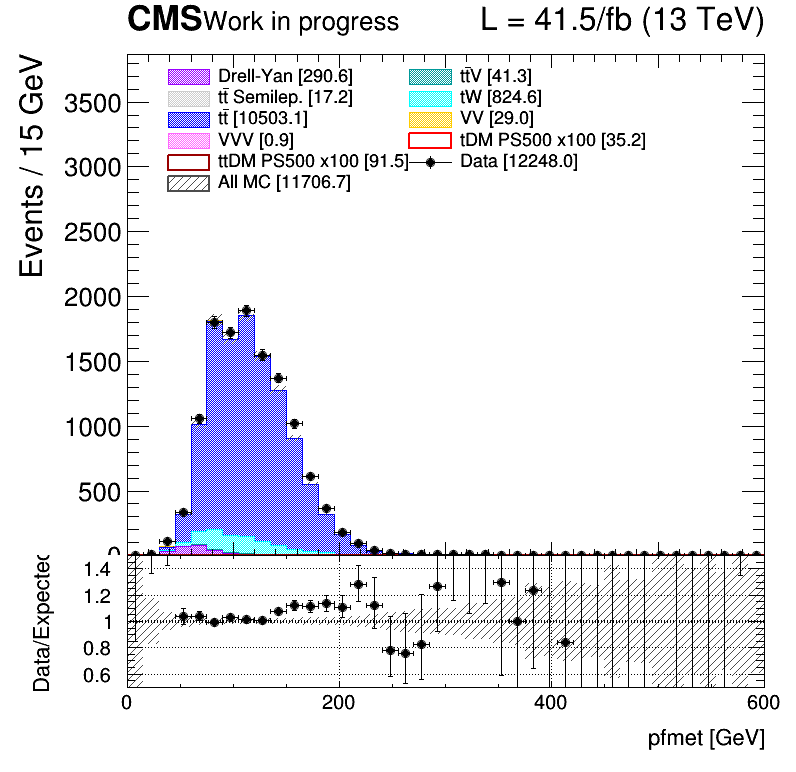 CMS Work in progress L = 41.5/fb (13 TeV)
Events / 15 GeV
Drell-Yan [290.6] tt̄V [41.3]
tt̄ Semilep. [17.2] tW [824.6]
tt̄ [10503.1] VV [29.0]
VVV [0.9] tDM PS500 x100 [35.2]
ttDM PS500 x100 [91.5] Data [12248.0]
All MC [11706.7]
3500
3000
2500
2000
1500
1000
500
0
Data/Expected
1.4
1.2
1
0.8
0.6
0 200 400 600
pfmet [GeV]